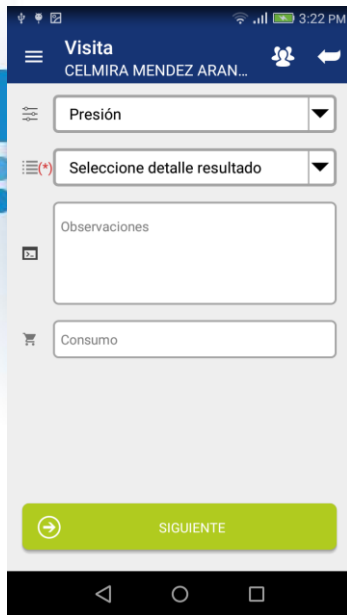 3:22 PM
Visita
CELMIRA MENDEZ ARAN...
Presión
(*) Seleccione detalle resultado
Observaciones
Consumo
SIGUIENTE